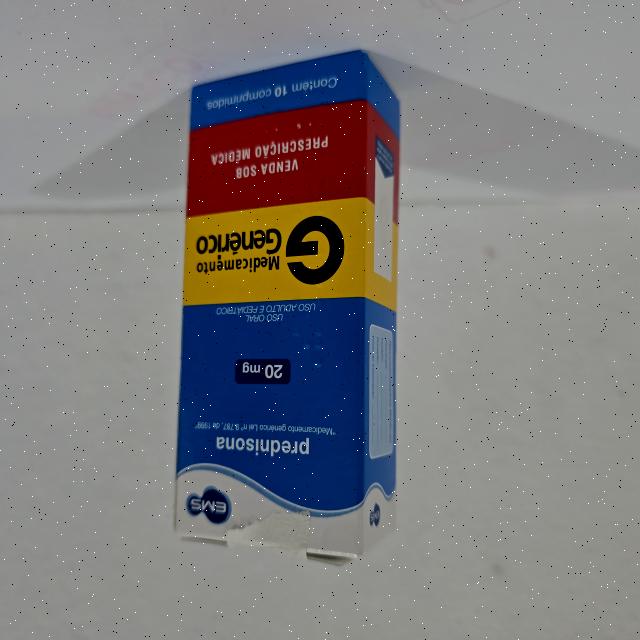 EMS
prednisona
"Medicamento genérico Lei nº 9.787, de 1999"
20 mg
USO ORAL
USO ADULTO E PEDIÁTRICO
G
Medicamento
Genérico
VENDA SOB
PRESCRIÇÃO MÉDICA
Contém 10 comprimidos
EMS